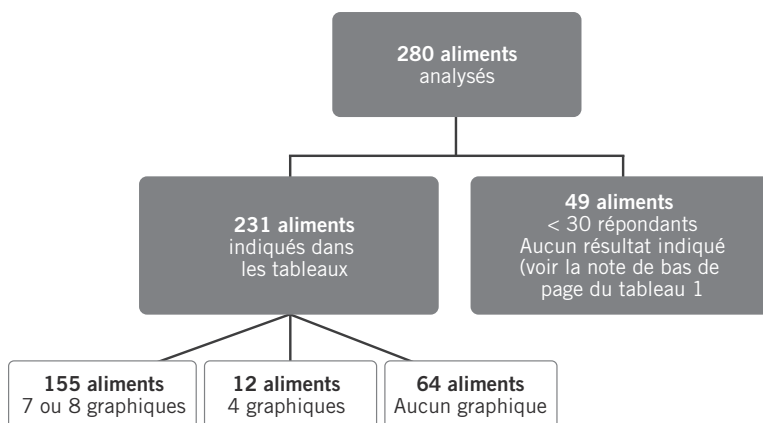 280 aliments
analysés
231 aliments
indiqués dans
les tableaux
49 aliments
< 30 répondants
Aucun résultat indiqué
(voir la note de bas de
page du tableau 1
155 aliments
7 ou 8 graphiques
12 aliments
4 graphiques
64 aliments
Aucun graphique